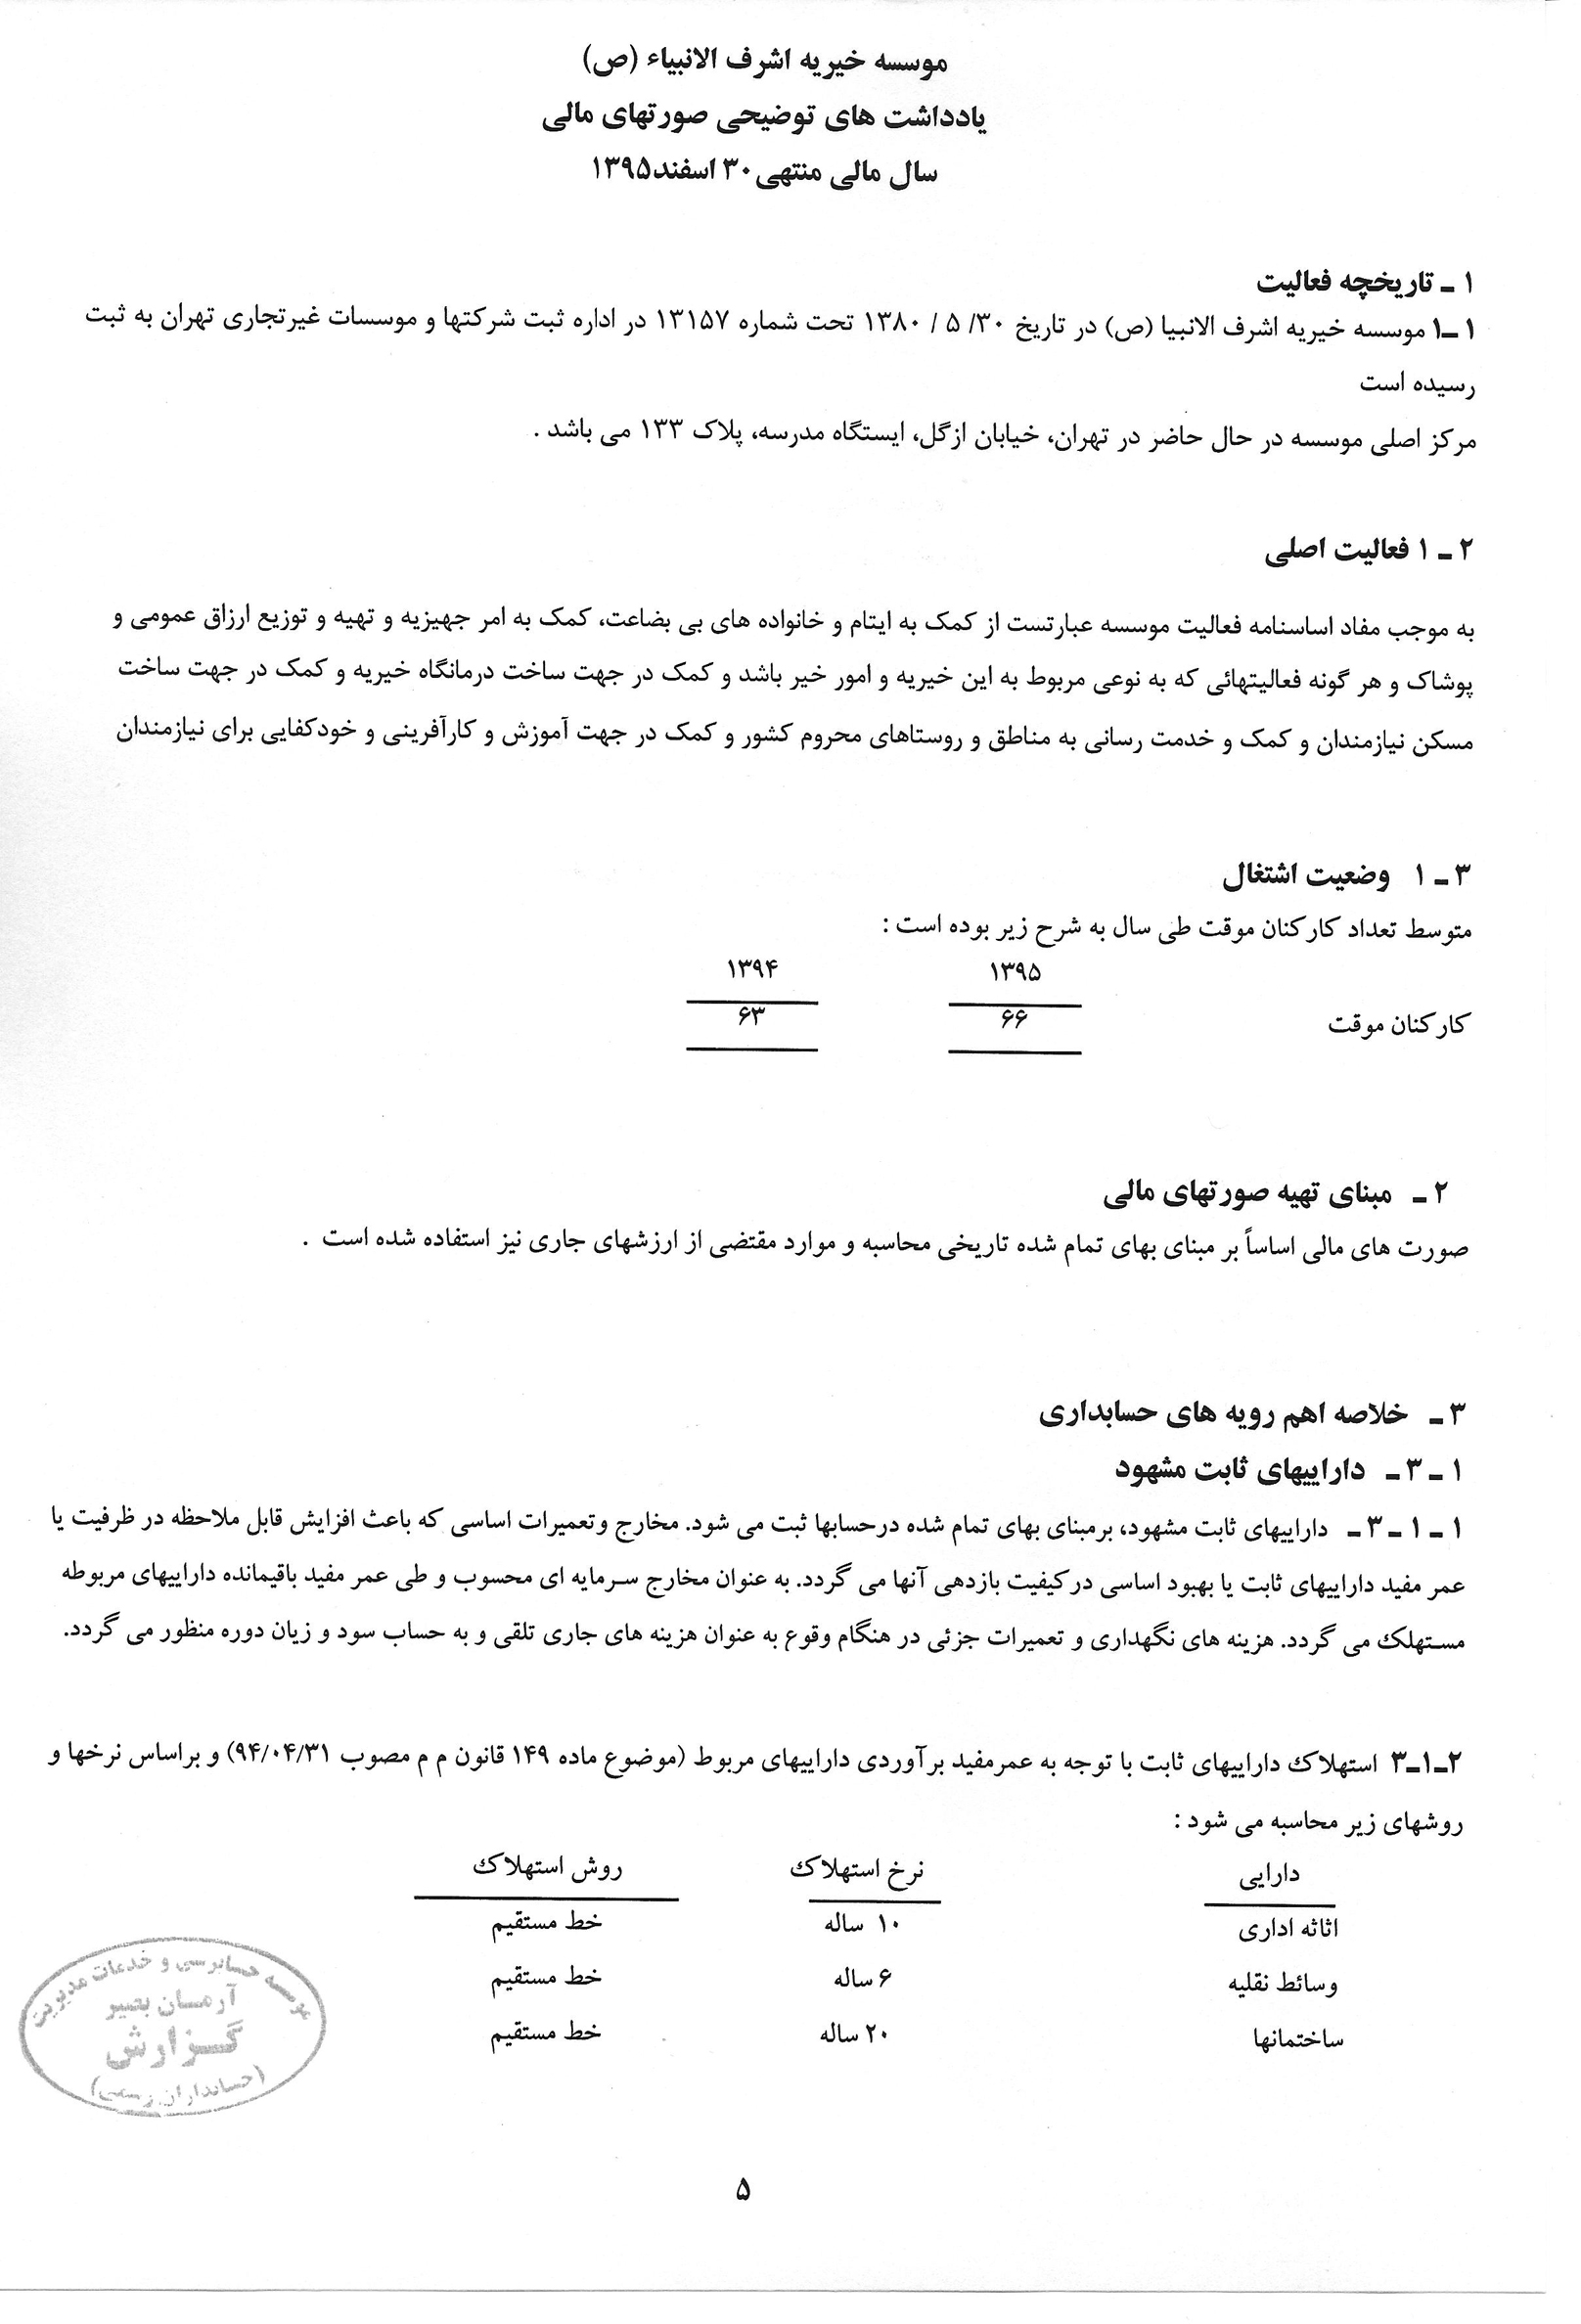 موسسه خیریه اشرف الانبیاء (ص)
یادداشت های توضیحی صورتهای مالی
سال مالی منتهی ۳۰ اسفند۱۳۹۵
۱ ـ تاریخچه فعالیت
۱ـ۱ موسسه خیریه اشرف الانبیا (ص) در تاریخ ۳۰/ ۵ / ۱۳۸۰ تحت شماره ۱۳۱۵۷ در اداره ثبت شرکتها و موسسات غیرتجاری تهران به ثبت
رسیده است
مرکز اصلی موسسه در حال حاضر در تهران، خیابان ازگل، ایستگاه مدرسه، پلاک ۱۳۳ می باشد .
۲ ـ ۱ فعالیت اصلی
به موجب مفاد اساسنامه فعالیت موسسه عبارتست از کمک به ایتام و خانواده های بی بضاعت، کمک به امر جهیزیه و تهیه و توزیع ارزاق عمومی و
پوشاک و هر گونه فعالیتهائی که به نوعی مربوط به این خیریه و امور خیر باشد و کمک در جهت ساخت درمانگاه خیریه و کمک در جهت ساخت
مسکن نیازمندان و کمک و خدمت رسانی به مناطق و روستاهای محروم کشور و کمک در جهت آموزش و کارآفرینی و خودکفایی برای نیازمندان
۳ ـ ۱ وضعیت اشتغال
متوسط تعداد کارکنان موقت طی سال به شرح زیر بوده است :
۱۳۹۵ ۱۳۹۴
کارکنان موقت ۶۶ ۶۳
۲ ـ مبنای تهیه صورتهای مالی
صورت های مالی اساساً بر مبنای بهای تمام شده تاریخی محاسبه و موارد مقتضی از ارزشهای جاری نیز استفاده شده است .
۳ ـ خلاصه اهم رویه های حسابداری
۱ ـ ۳ ـ داراییهای ثابت مشهود
۱ ـ ۱ ـ ۳ ـ داراییهای ثابت مشهود، برمبنای بهای تمام شده درحسابها ثبت می شود. مخارج وتعمیرات اساسی که باعث افزایش قابل ملاحظه در ظرفیت یا
عمر مفید داراییهای ثابت یا بهبود اساسی درکیفیت بازدهی آنها می گردد. به عنوان مخارج سرمایه ای محسوب و طی عمر مفید باقیمانده داراییهای مربوطه
مستهلک می گردد. هزینه های نگهداری و تعمیرات جزئی در هنگام وقوع به عنوان هزینه های جاری تلقی و به حساب سود و زیان دوره منظور می گردد.
۲ـ۱ـ۳ استهلاک داراییهای ثابت با توجه به عمرمفید برآوردی داراییهای مربوط (موضوع ماده ۱۴۹ قانون م م مصوب ۹۴/۰۴/۳۱) و براساس نرخها و
روشهای زیر محاسبه می شود :
دارایی نرخ استهلاک روش استهلاک
اثاثه اداری ۱۰ ساله خط مستقیم
وسائط نقلیه ۶ ساله خط مستقیم
ساختمانها ۲۰ ساله خط مستقیم
موسسه حسابرسی و خدمات مدیریت
آرمان بصیر
گزارش
(حسابداران رسمی)
۵